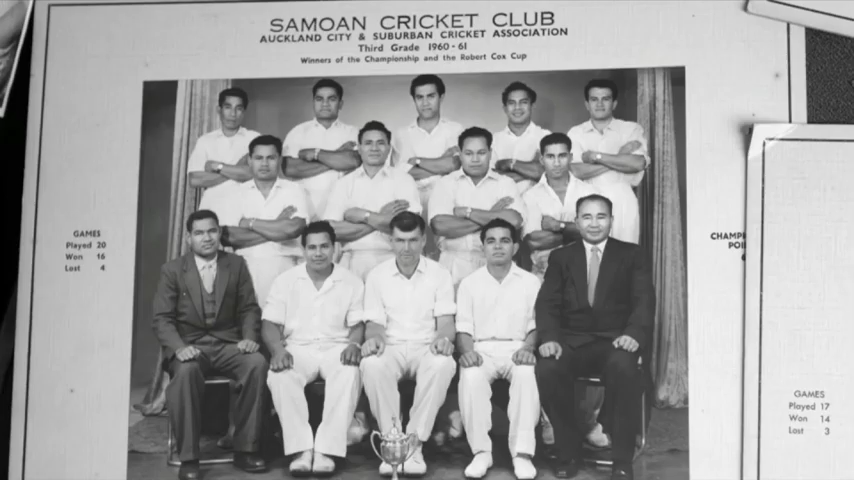 SAMOAN CRICKET CLUB
AUCKLAND CITY & SUBURBAN CRICKET ASSOCIATION
Third Grade 1960-61
Winners of the Championship and the Robert Cox Cup
GAMES
Played 20
Won 16
Lost 4
GAMES
Played 17
Won 14
Lost 3